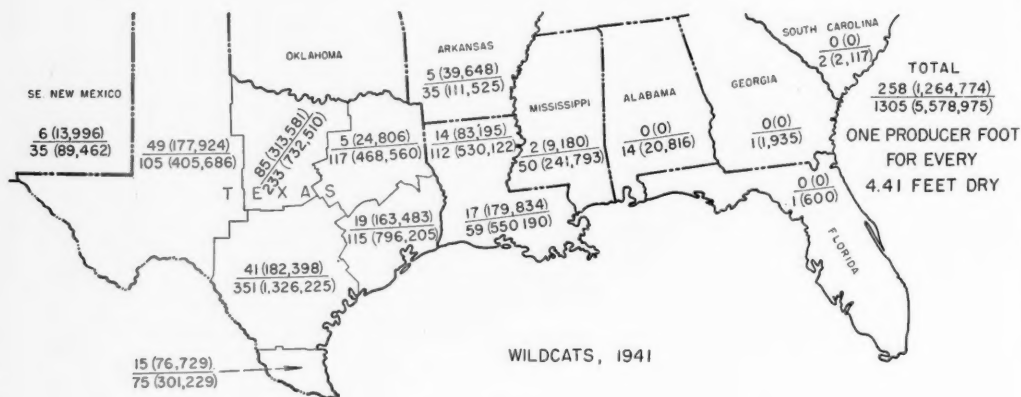 SOUTH CAROLINA
0 (0)
2 (2,117)
OKLAHOMA
ARKANSAS
5 (39,648)
35 (111,525)
GEORGIA
0 (0)
1 (1,935)
TOTAL
258 (1,264,774)
1305 (5,578,975)
ONE PRODUCER FOOT
FOR EVERY
4.41 FEET DRY
SE. NEW MEXICO
6 (13,996)
35 (89,462)
49 (177,924)
105 (405,686)
85 (313,581)
233 (732,510)
5 (24,806)
117 (468,560)
14 (83,195)
112 (530,122)
MISSISSIPPI
2 (9,180)
50 (241,793)
ALABAMA
0 (0)
14 (20,816)
TEXAS
19 (163,483)
115 (796,205)
17 (179,834)
59 (550 190)
0 (0)
1 (600)
FLORIDA
41 (182,398)
351 (1,326,225)
15 (76,729)
75 (301,229)
WILDCATS, 1941